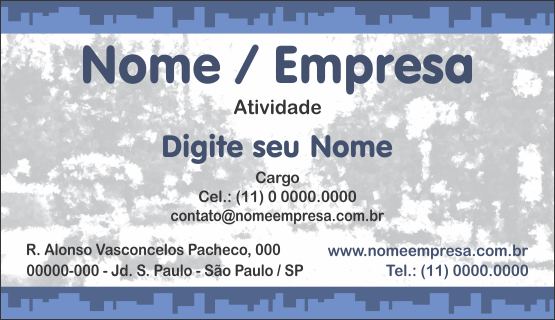 Nome / Empresa
Atividade
Digite seu Nome
Cargo
Cel.: (11) 0 0000.0000
contato@nomeempresa.com.br
R. Alonso Vasconcelos Pacheco, 000
www.nomeempresa.com.br
00000-000 - Jd. S. Paulo - São Paulo / SP
Tel.: (11) 0000.0000